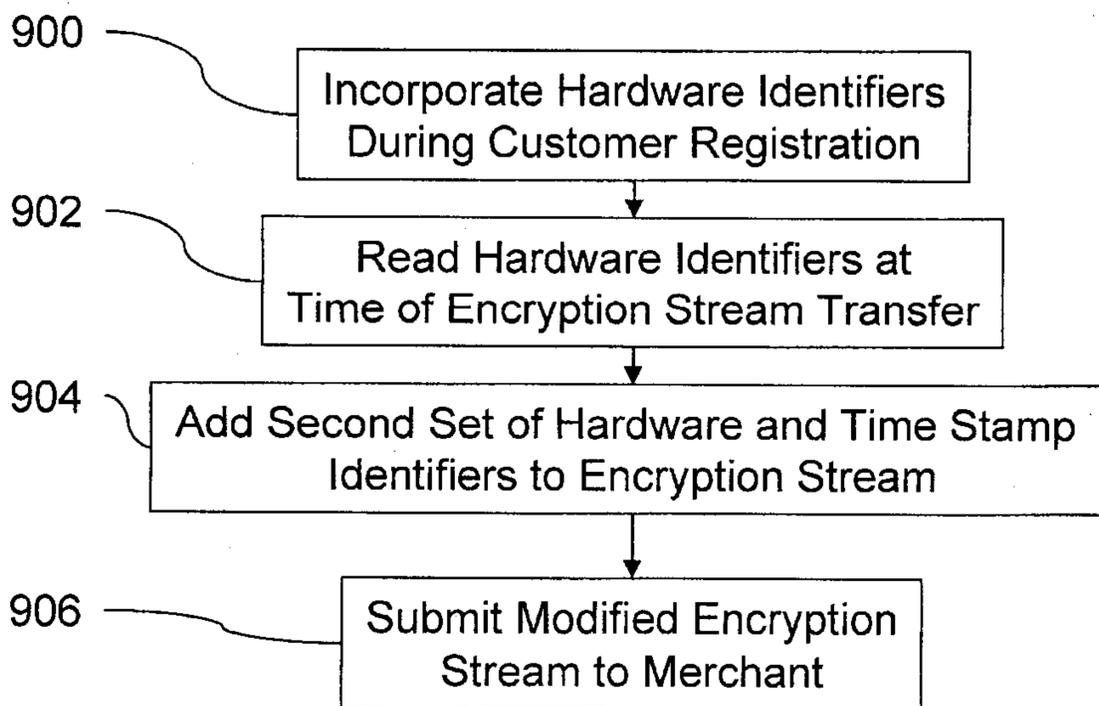 900
Incorporate Hardware Identifiers
During Customer Registration
902
Read Hardware Identifiers at
Time of Encryption Stream Transfer
904
Add Second Set of Hardware and Time Stamp
Identifiers to Encryption Stream
906
Submit Modified Encryption
Stream to Merchant